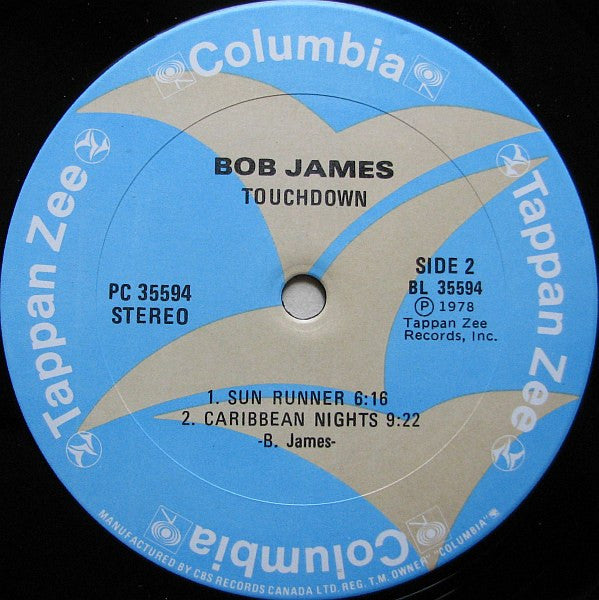 Columbia
Tappan Zee
Tappan Zee
BOB JAMES
TOUCHDOWN
PC 35594
STEREO
SIDE 2
BL 35594
Ⓟ 1978
Tappan Zee
Records, Inc.
1. SUN RUNNER 6:16
2. CARIBBEAN NIGHTS 9:22
-B. James-
Columbia
MANUFACTURED BY CBS RECORDS CANADA LTD. REG. T.M. OWNER "COLUMBIA"